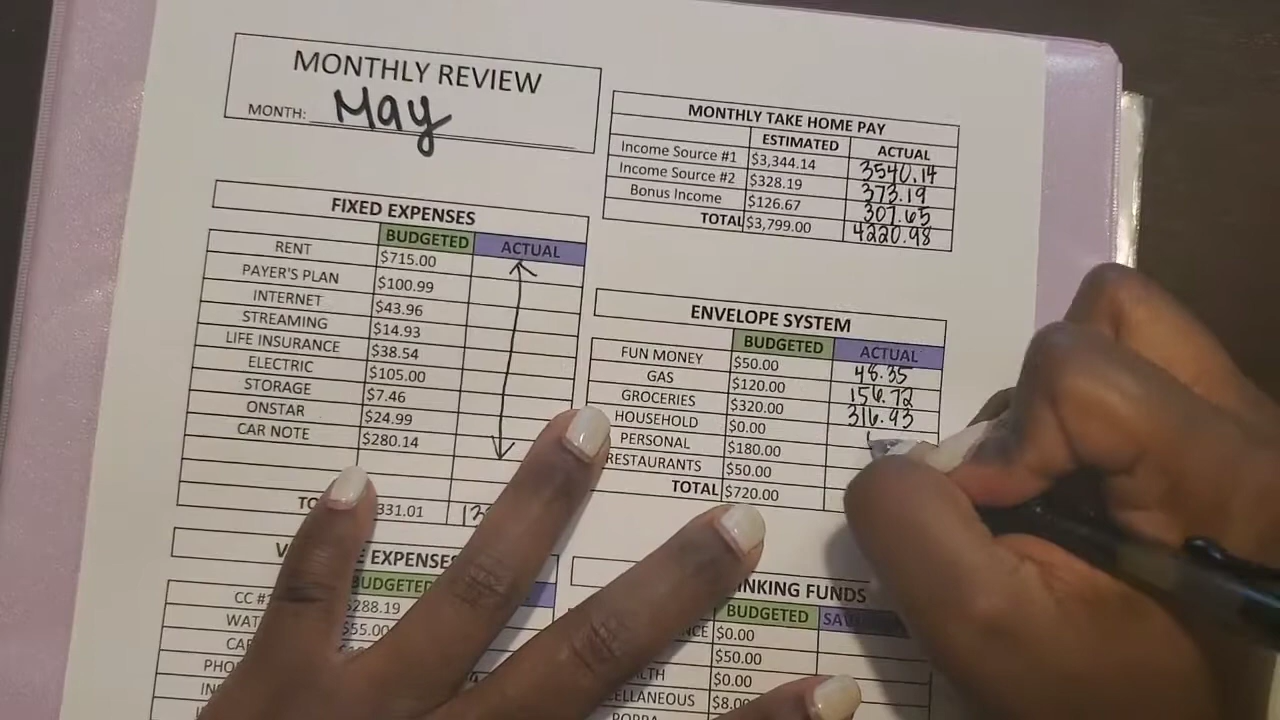 MONTHLY REVIEW
MONTH: May
MONTHLY TAKE HOME PAY
ESTIMATED ACTUAL
Income Source #1 $3,344.14 3540.14
Income Source #2 $328.19 373.19
Bonus Income $126.67 307.65
TOTAL $3,799.00 4220.98
FIXED EXPENSES
BUDGETED ACTUAL
RENT $715.00
PAYER'S PLAN $100.99
INTERNET $43.96
STREAMING $14.93
LIFE INSURANCE $38.54
ELECTRIC $105.00
STORAGE $7.46
ONSTAR $24.99
CAR NOTE $280.14
331.01
ENVELOPE SYSTEM
BUDGETED ACTUAL
FUN MONEY $50.00 48.35
GAS $120.00
GROCERIES $320.00 316.93
HOUSEHOLD $0.00
PERSONAL $180.00
RESTAURANTS $50.00
TOTAL $720.00
EXPENSES
BUDGETED
CC #1 $288.19
$55.00
INKING FUNDS
BUDGETED
$0.00
$50.00
$0.00
ELLANEOUS $8.00